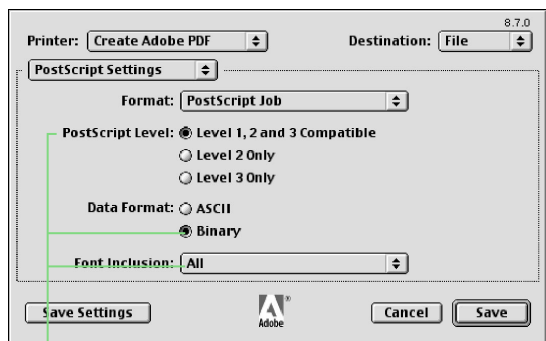 8.7.0
Printer: Create Adobe PDF Destination: File
PostScript Settings
Format: PostScript Job
PostScript Level: Level 1, 2 and 3 Compatible
Level 2 Only
Level 3 Only
Data Format: ASCII
Binary
Font Inclusion: All
Save Settings Adobe ® Cancel Save